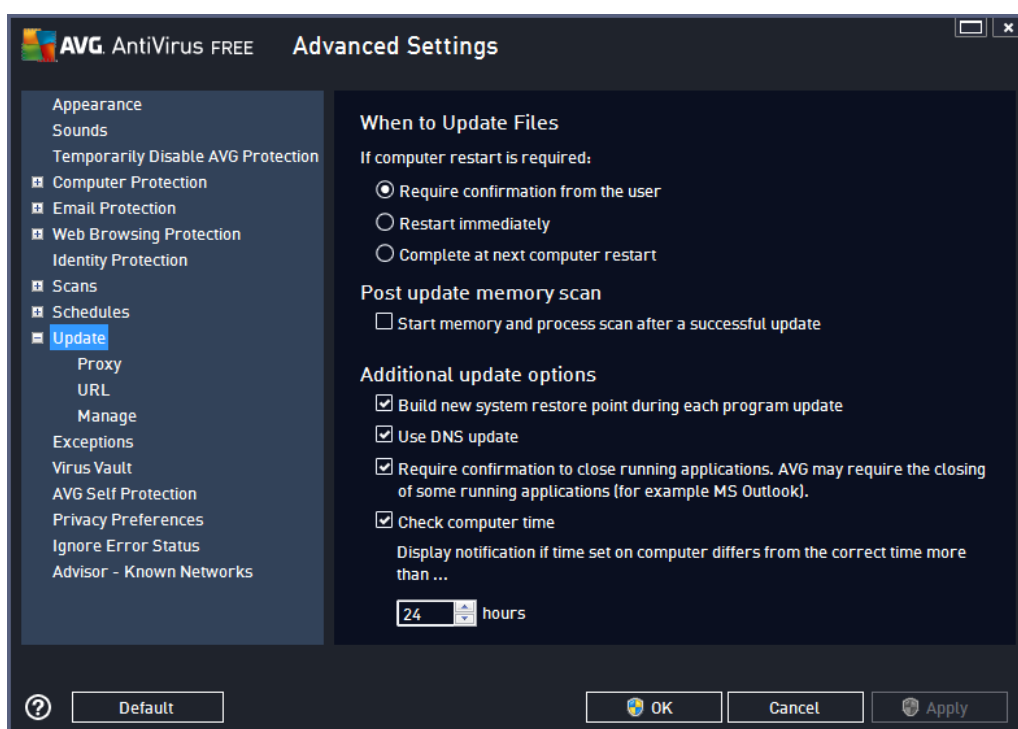 AVG. AntiVirus FREE Advanced Settings
Appearance
Sounds
Temporarily Disable AVG Protection
Computer Protection
Email Protection
Web Browsing Protection
Identity Protection
Scans
Schedules
Update
Proxy
URL
Manage
Exceptions
Virus Vault
AVG Self Protection
Privacy Preferences
Ignore Error Status
Advisor - Known Networks
When to Update Files
If computer restart is required:
Require confirmation from the user
Restart immediately
Complete at next computer restart
Post update memory scan
Start memory and process scan after a successful update
Additional update options
Build new system restore point during each program update
Use DNS update
Require confirmation to close running applications. AVG may require the closing
of some running applications (for example MS Outlook).
Check computer time
Display notification if time set on computer differs from the correct time more
than ...
24 hours
Default
OK
Cancel
Apply